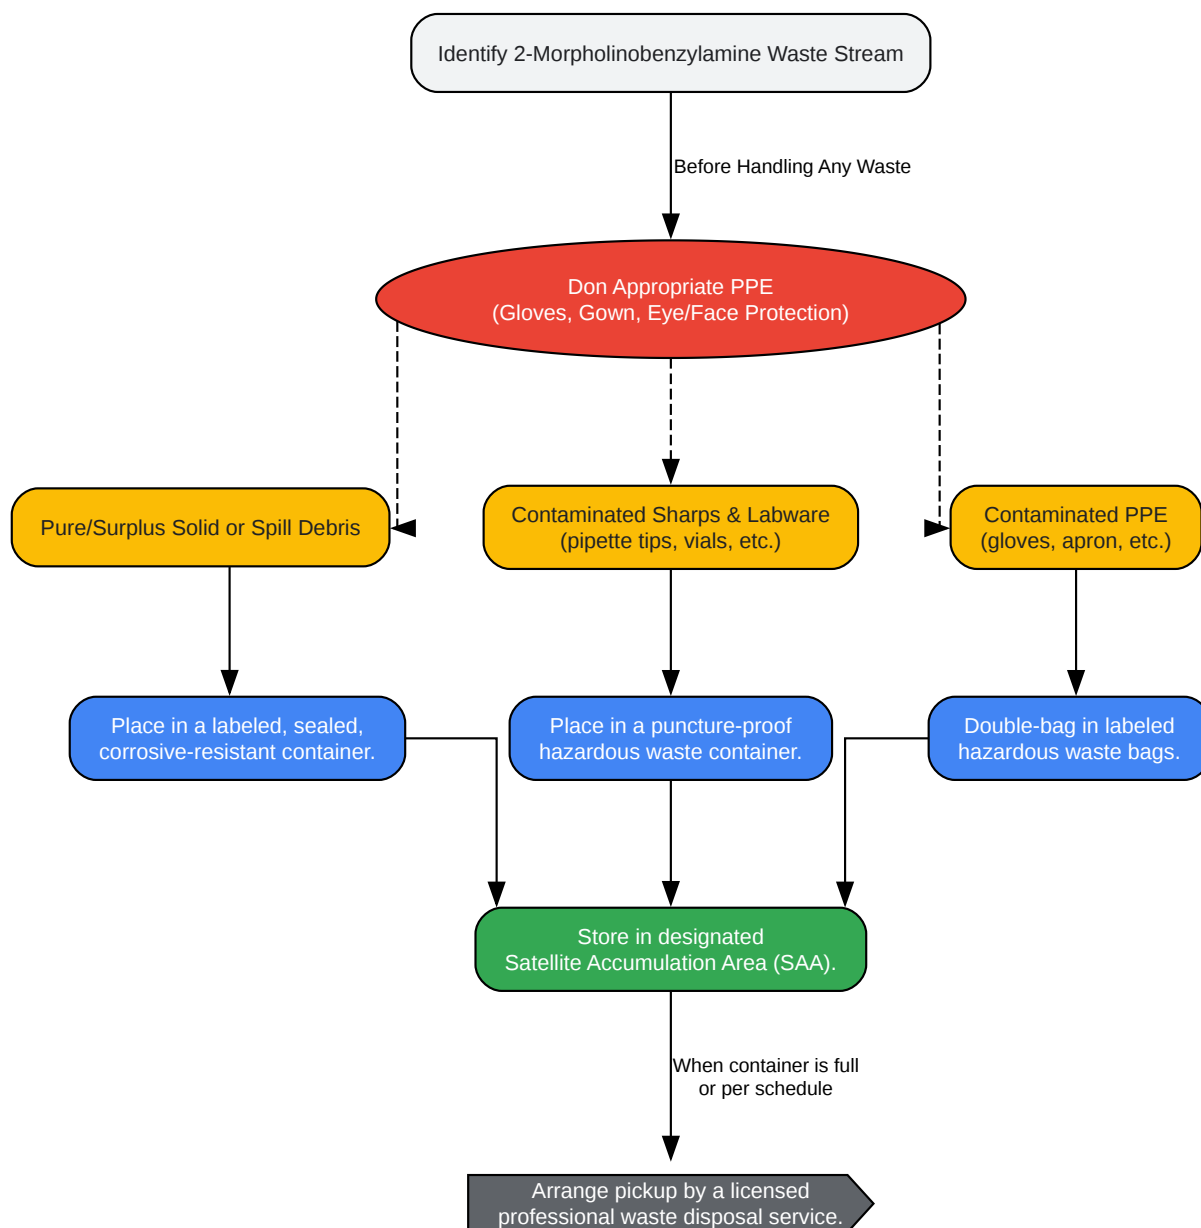 Identify 2-Morpholinobenzylamine Waste Stream
Before Handling Any Waste
Don Appropriate PPE
(Gloves, Gown, Eye/Face Protection)
Pure/Surplus Solid or Spill Debris
Contaminated Sharps & Labware
(pipette tips, vials, etc.)
Contaminated PPE
(gloves, apron, etc.)
Place in a labeled, sealed,
corrosive-resistant container.
Place in a puncture-proof
hazardous waste container.
Double-bag in labeled
hazardous waste bags.
Store in designated
Satellite Accumulation Area (SAA).
When container is full
or per schedule
Arrange pickup by a licensed
professional waste disposal service.